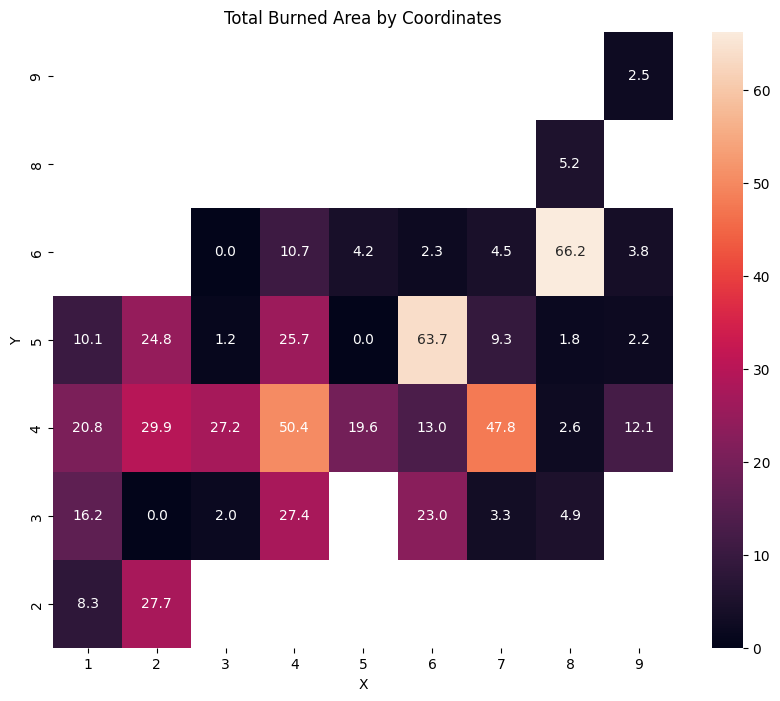 Total Burned Area by Coordinates
9 2.5
8 5.2
6 0.0 10.7 4.2 2.3 4.5 66.2 3.8
5 10.1 24.8 1.2 25.7 0.0 63.7 9.3 1.8 2.2
4 20.8 29.9 27.2 50.4 19.6 13.0 47.8 2.6 12.1
3 16.2 0.0 2.0 27.4 23.0 3.3 4.9
2 8.3 27.7
Y
1 2 3 4 5 6 7 8 9
X
60
50
40
30
20
10
0